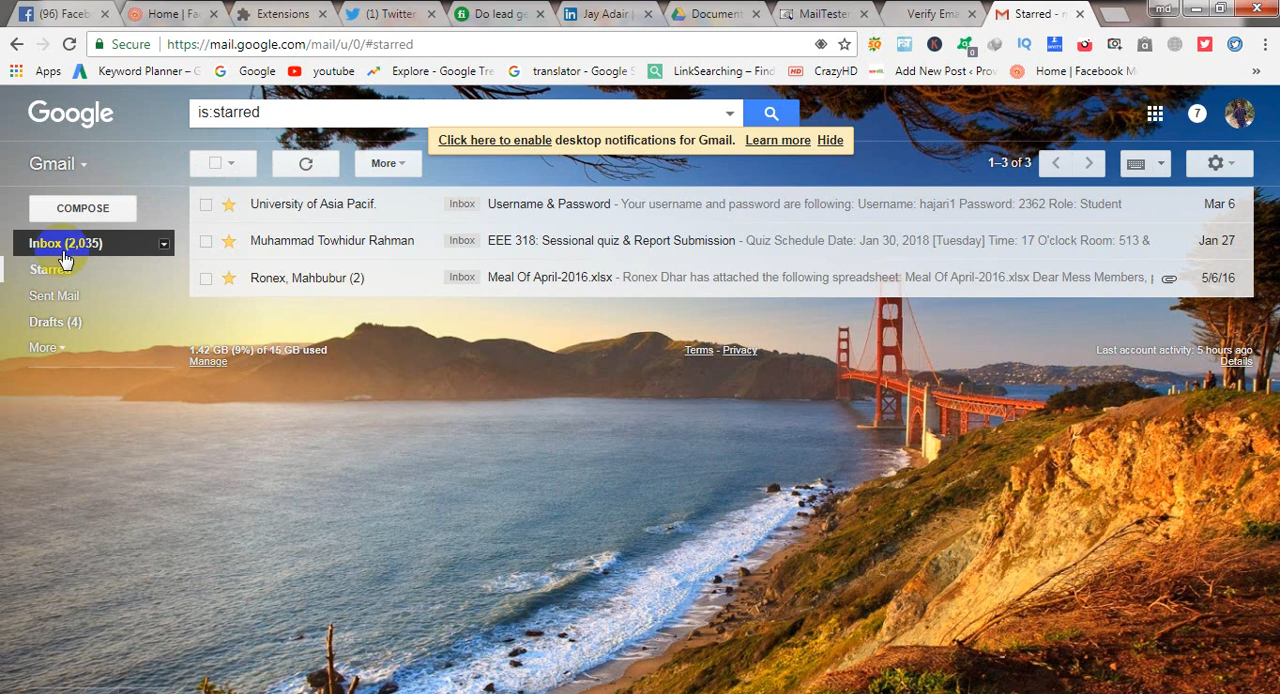 (96) Faceb
Home | Fa
Extensions
(1) Twitter
Do lead ge
Jay Adair |
Document
MailTester
Verify Ema
Starred - 
md
Secure
https://mail.google.com/mail/u/0/#starred
Apps
Keyword Planner – G
Google
youtube
Explore - Google Tre
translator - Google S
LinkSearching – Find
CrazyHD
Add New Post ‹ Prov
Home | Facebook M
»
Google
is:starred
7
Click here to enable desktop notifications for Gmail. Learn more Hide
Gmail
More
1–3 of 3
COMPOSE
Inbox (2,035)
Starred
Sent Mail
Drafts (4)
More
University of Asia Pacif. Inbox Username & Password - Your username and password are following: Username: hajari1 Password: 2362 Role: Student Mar 6
Muhammad Towhidur Rahman Inbox EEE 318: Sessional quiz & Report Submission - Quiz Schedule Date: Jan 30, 2018 [Tuesday] Time: 17 O'clock Room: 513 & Jan 27
Ronex, Mahbubur (2) Inbox Meal Of April-2016.xlsx - Ronex Dhar has attached the following spreadsheet: Meal Of April-2016.xlsx Dear Mess Members, p 5/6/16
1.42 GB (9%) of 15 GB used
Manage
Terms - Privacy
Last account activity: 5 hours ago
Details